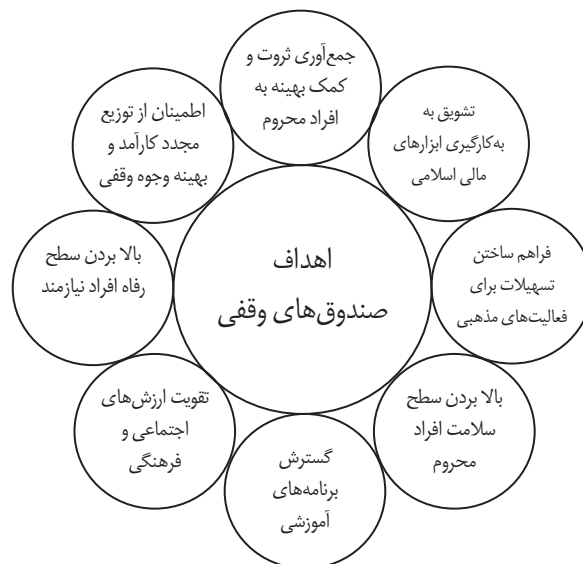 اهداف
صندوق‌های وقفی
جمع‌آوری ثروت و
کمک بهینه به
افراد محروم
تشویق به
به‌کارگیری ابزارهای
مالی اسلامی
فراهم ساختن
تسهیلات برای
فعالیت‌های مذهبی
بالا بردن سطح
سلامت افراد
محروم
گسترش
برنامه‌های
آموزشی
تقویت ارزش‌های
اجتماعی و
فرهنگی
بالا بردن سطح
رفاه افراد نیازمند
اطمینان از توزیع
مجدد کارآمد و
بهینه وجوه وقفی